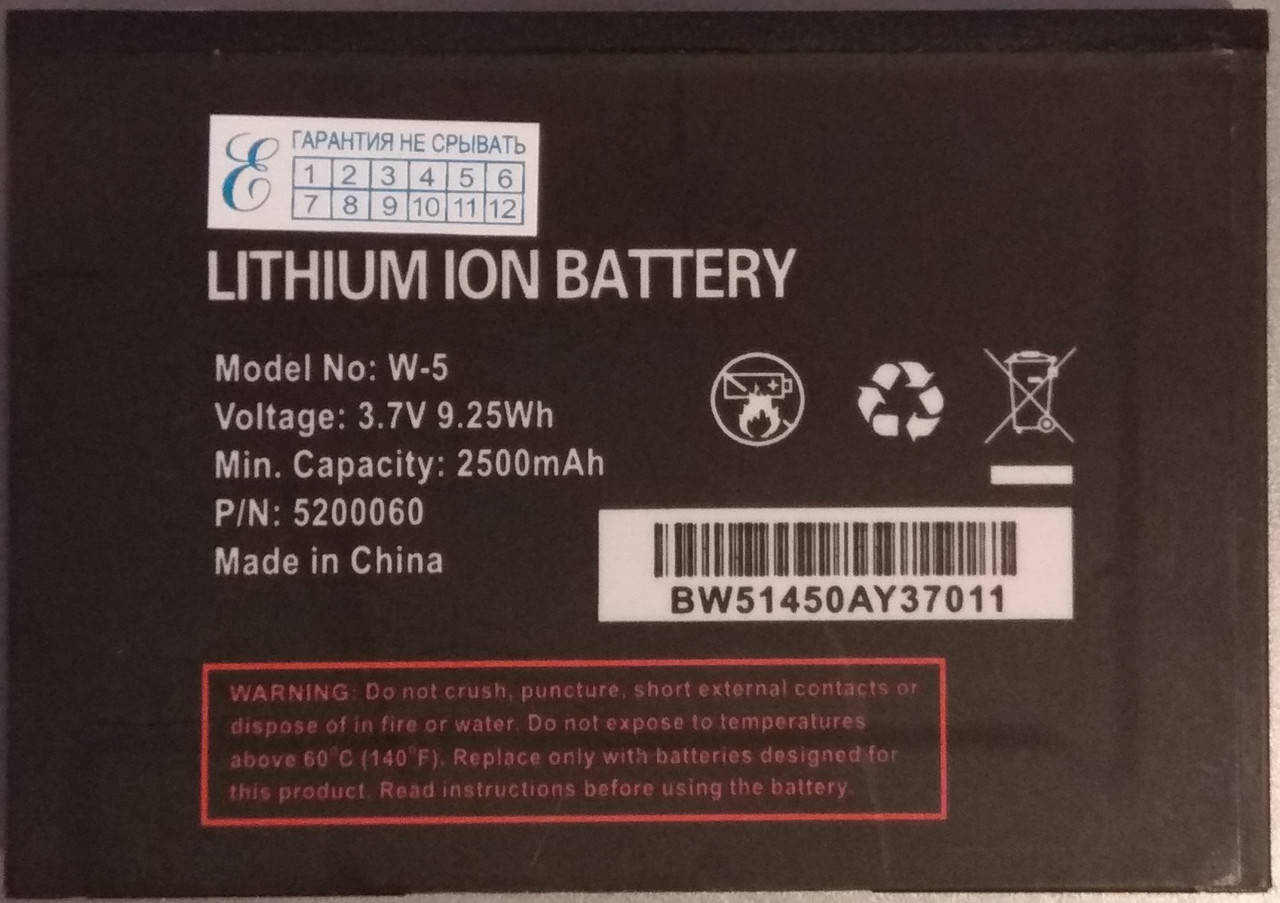 Ɛ ГАРАНТИЯ НЕ СРЫВАТЬ
1 2 3 4 5 6
7 8 9 10 11 12
LITHIUM ION BATTERY
Model No: W-5
Voltage: 3.7V 9.25Wh
Min. Capacity: 2500mAh
P/N: 5200060
Made in China
BW51450AY37011
WARNING: Do not crush, puncture, short external contacts or
dispose of in fire or water. Do not expose to temperatures
above 60°C (140°F). Replace only with batteries designed for
this product. Read instructions before using the battery.